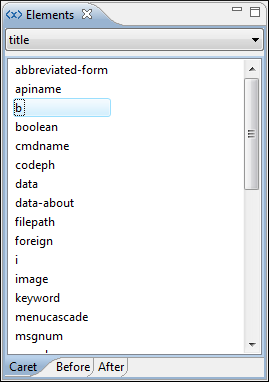 <x> Elements
title
abbreviated-form
apiname
b
boolean
cmdname
codeph
data
data-about
filepath
foreign
i
image
keyword
menucascade
msgnum
Caret Before After